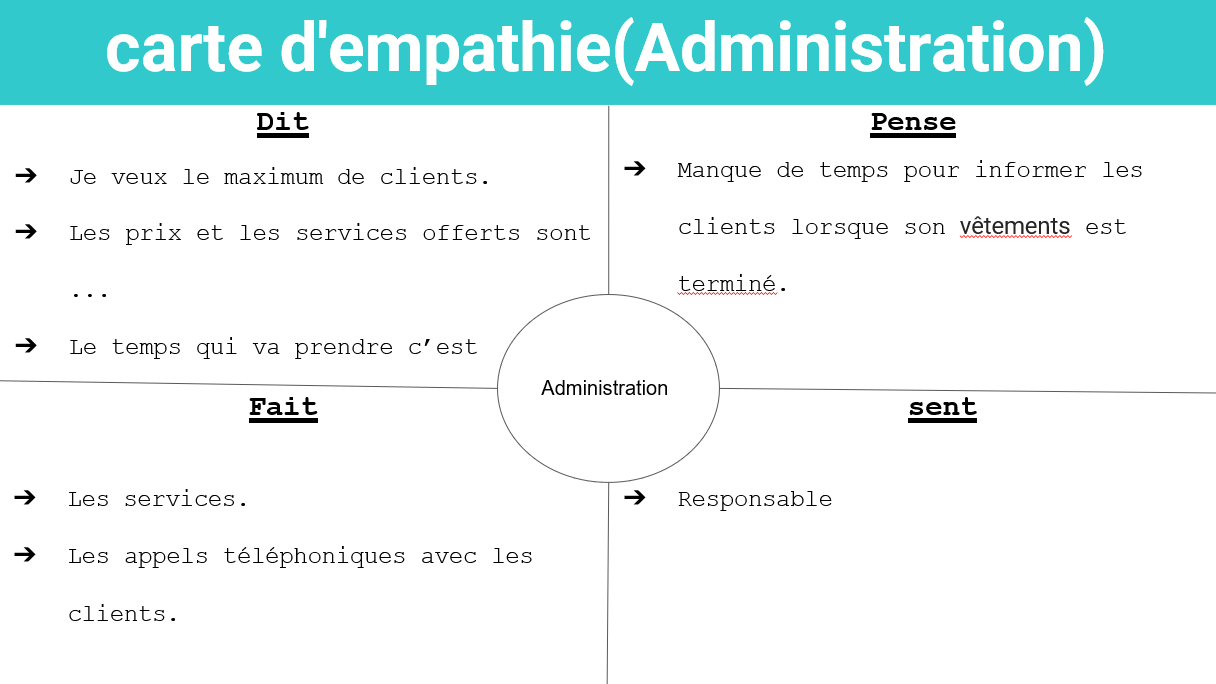 carte d'empathie(Administration)
Dit
➔ Je veux le maximum de clients.
➔ Les prix et les services offerts sont
...
➔ Le temps qui va prendre c’est
Pense
➔ Manque de temps pour informer les
clients lorsque son vêtements est
terminé.
Administration
Fait
➔ Les services.
➔ Les appels téléphoniques avec les
clients.
sent
➔ Responsable